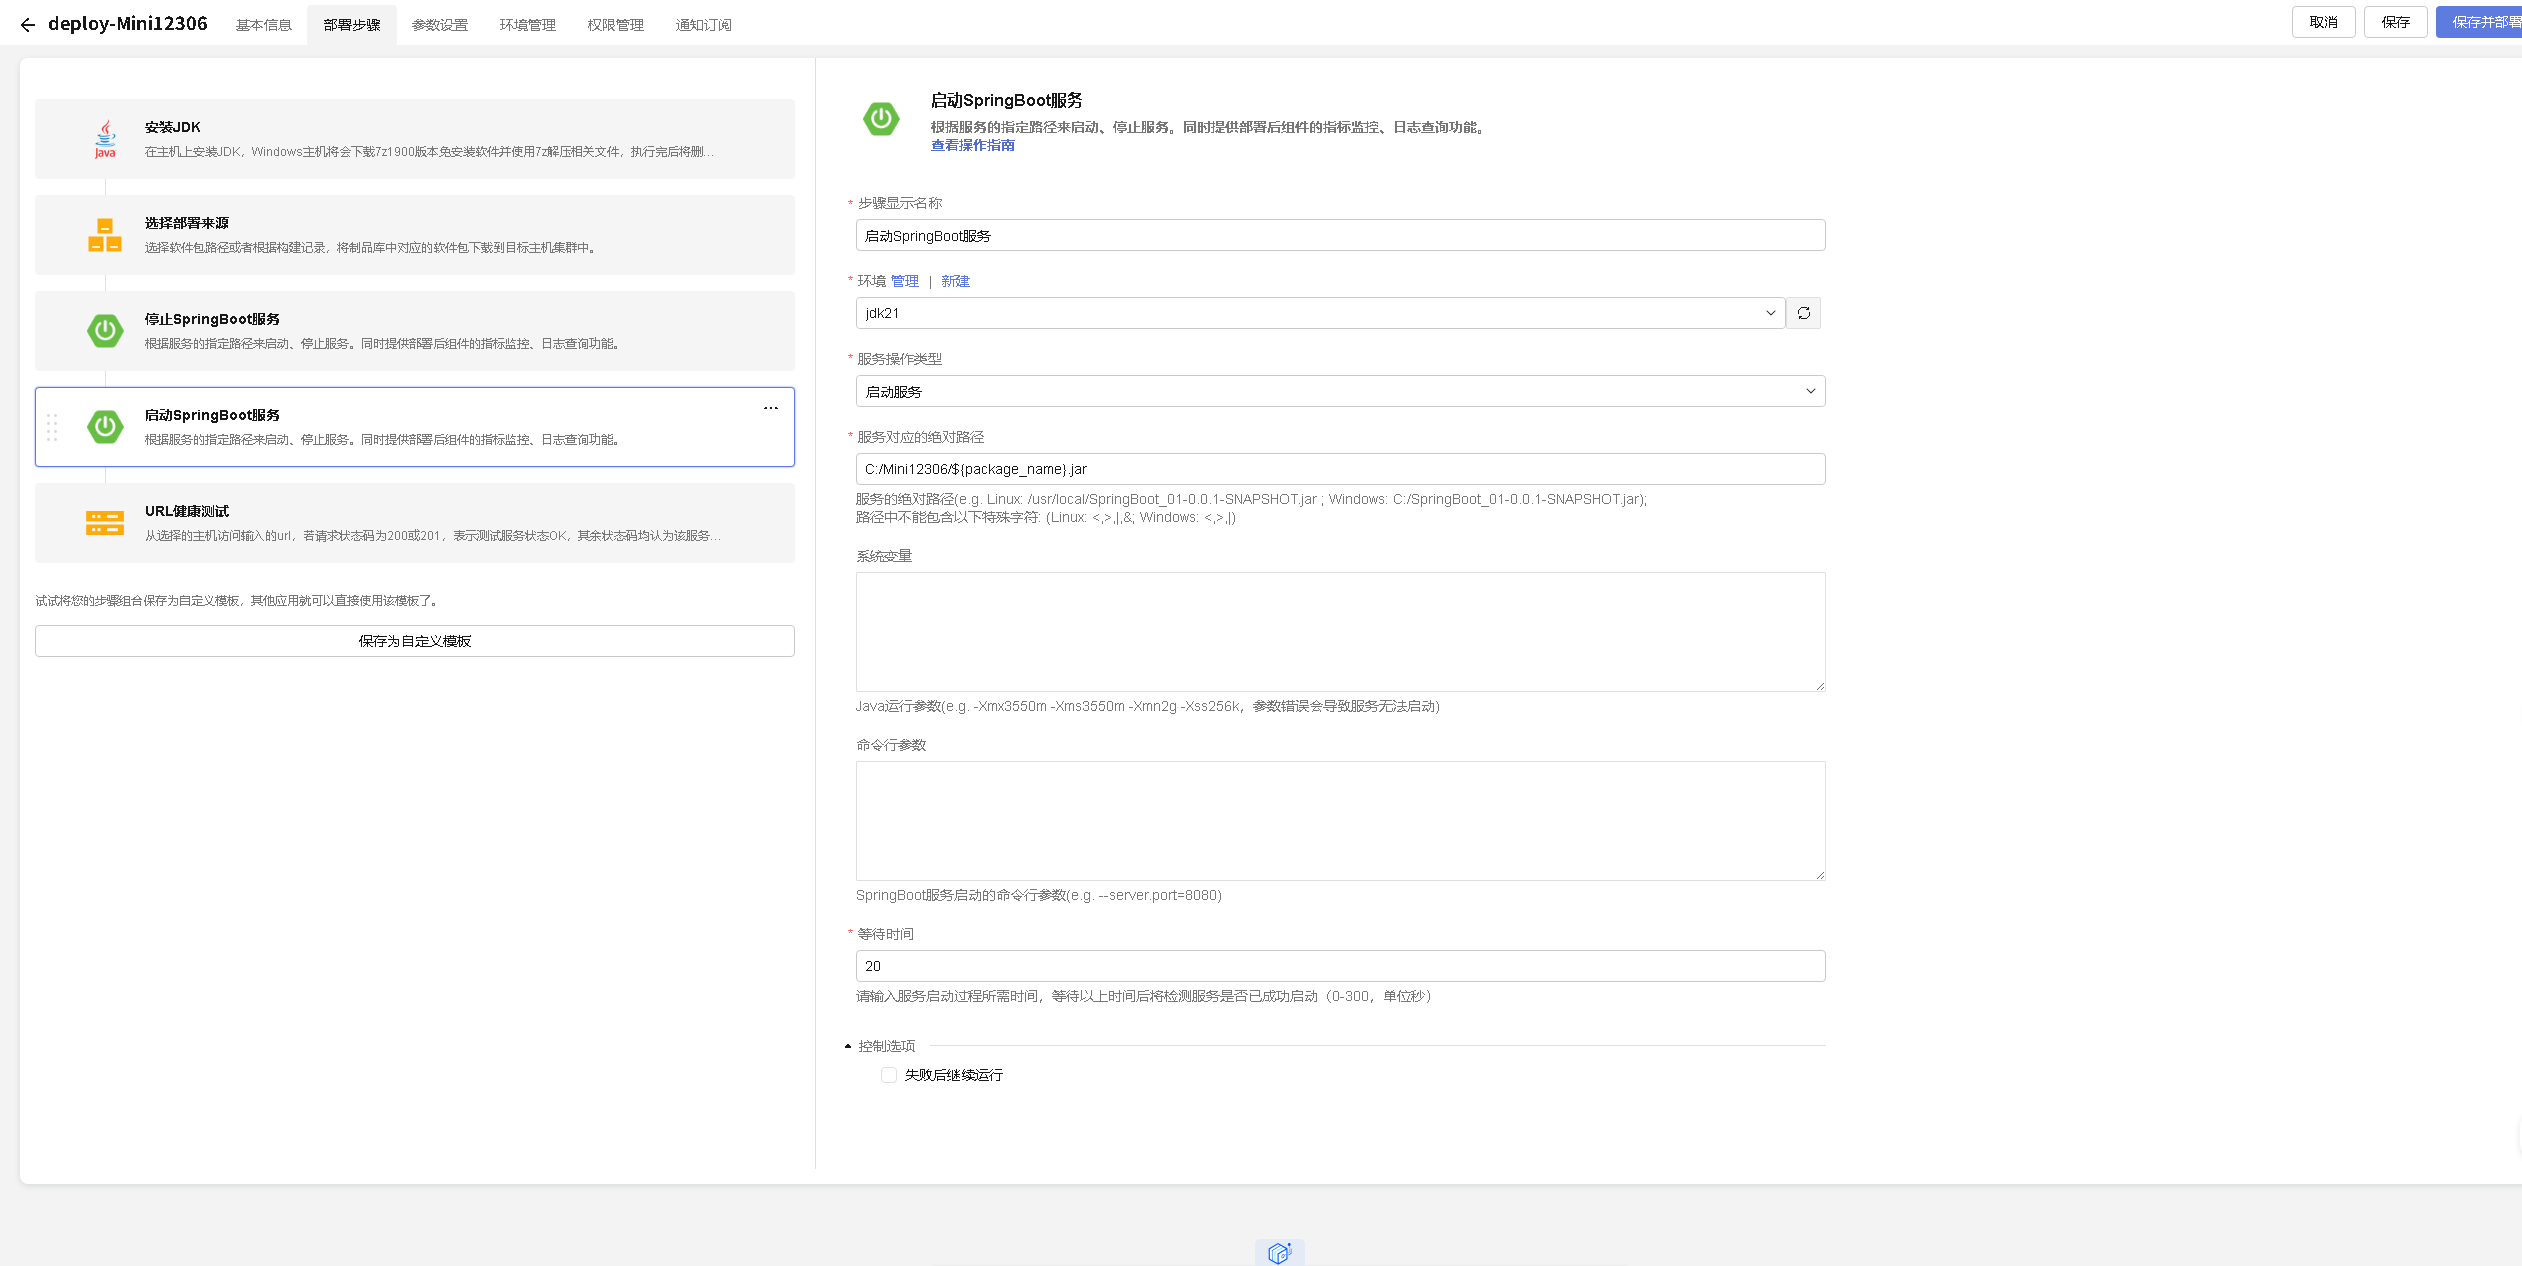 deploy-Mini12306 基本信息 部署步骤 参数设置 环境管理 权限管理 通知订阅 取消 保存 保存并部署
安装JDK
在主机上安装JDK，Windows主机将会下载7z1900版本免安装软件并使用7z解压相关文件，执行完后将删...
选择部署来源
选择软件包路径或者根据构建记录，将制品库中对应的软件包下载到目标主机集群中。
停止SpringBoot服务
根据服务的指定路径来启动、停止服务。同时提供部署后组件的指标监控、日志查询功能。
启动SpringBoot服务
根据服务的指定路径来启动、停止服务。同时提供部署后组件的指标监控、日志查询功能。
URL健康测试
从选择的主机访问输入的url，若请求状态码为200或201，表示测试服务状态OK，其余状态码均认为该服务...
试试将您的步骤组合保存为自定义模板，其他应用就可以直接使用该模板了。
保存为自定义模板
启动SpringBoot服务
根据服务的指定路径来启动、停止服务。同时提供部署后组件的指标监控、日志查询功能。
查看操作指南
* 步骤显示名称
启动SpringBoot服务
* 环境 管理 | 新建
jdk21
* 服务操作类型
启动服务
* 服务对应的绝对路径
C:/Mini12306/${package_name}.jar
服务的绝对路径(e.g. Linux: /usr/local/SpringBoot_01-0.0.1-SNAPSHOT.jar ; Windows: C:/SpringBoot_01-0.0.1-SNAPSHOT.jar);
路径中不能包含以下特殊字符: (Linux: <,>,|,&; Windows: <,>,|)
系统变量
Java运行参数(e.g. -Xmx3550m -Xms3550m -Xmn2g -Xss256k，参数错误会导致服务无法启动)
命令行参数
SpringBoot服务启动的命令行参数(e.g. --server.port=8080)
* 等待时间
20
请输入服务启动过程所需时间，等待以上时间后将检测服务是否已成功启动（0-300，单位秒）
控制选项
失败后继续运行